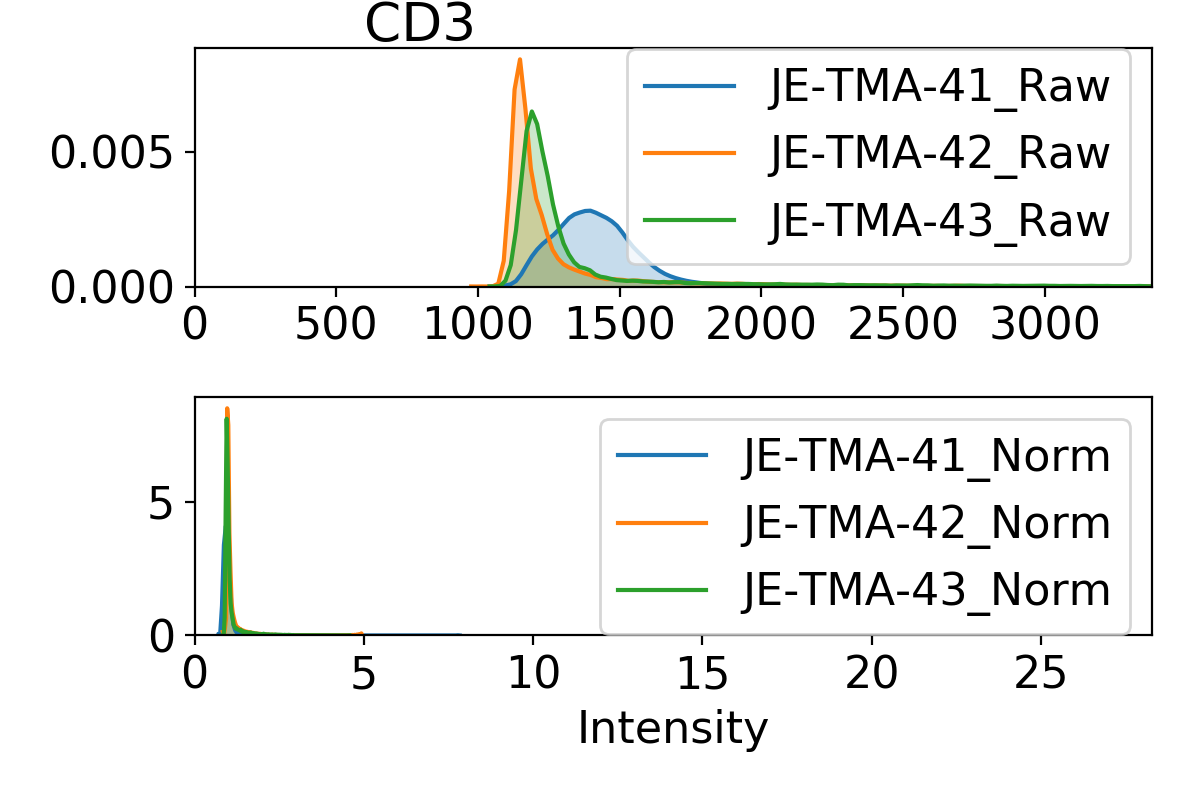 CD3
JE-TMA-41_Raw
JE-TMA-42_Raw
JE-TMA-43_Raw
0.005
0.000
0 500 1000 1500 2000 2500 3000
JE-TMA-41_Norm
JE-TMA-42_Norm
JE-TMA-43_Norm
5
0
0 5 10 15 20 25
Intensity